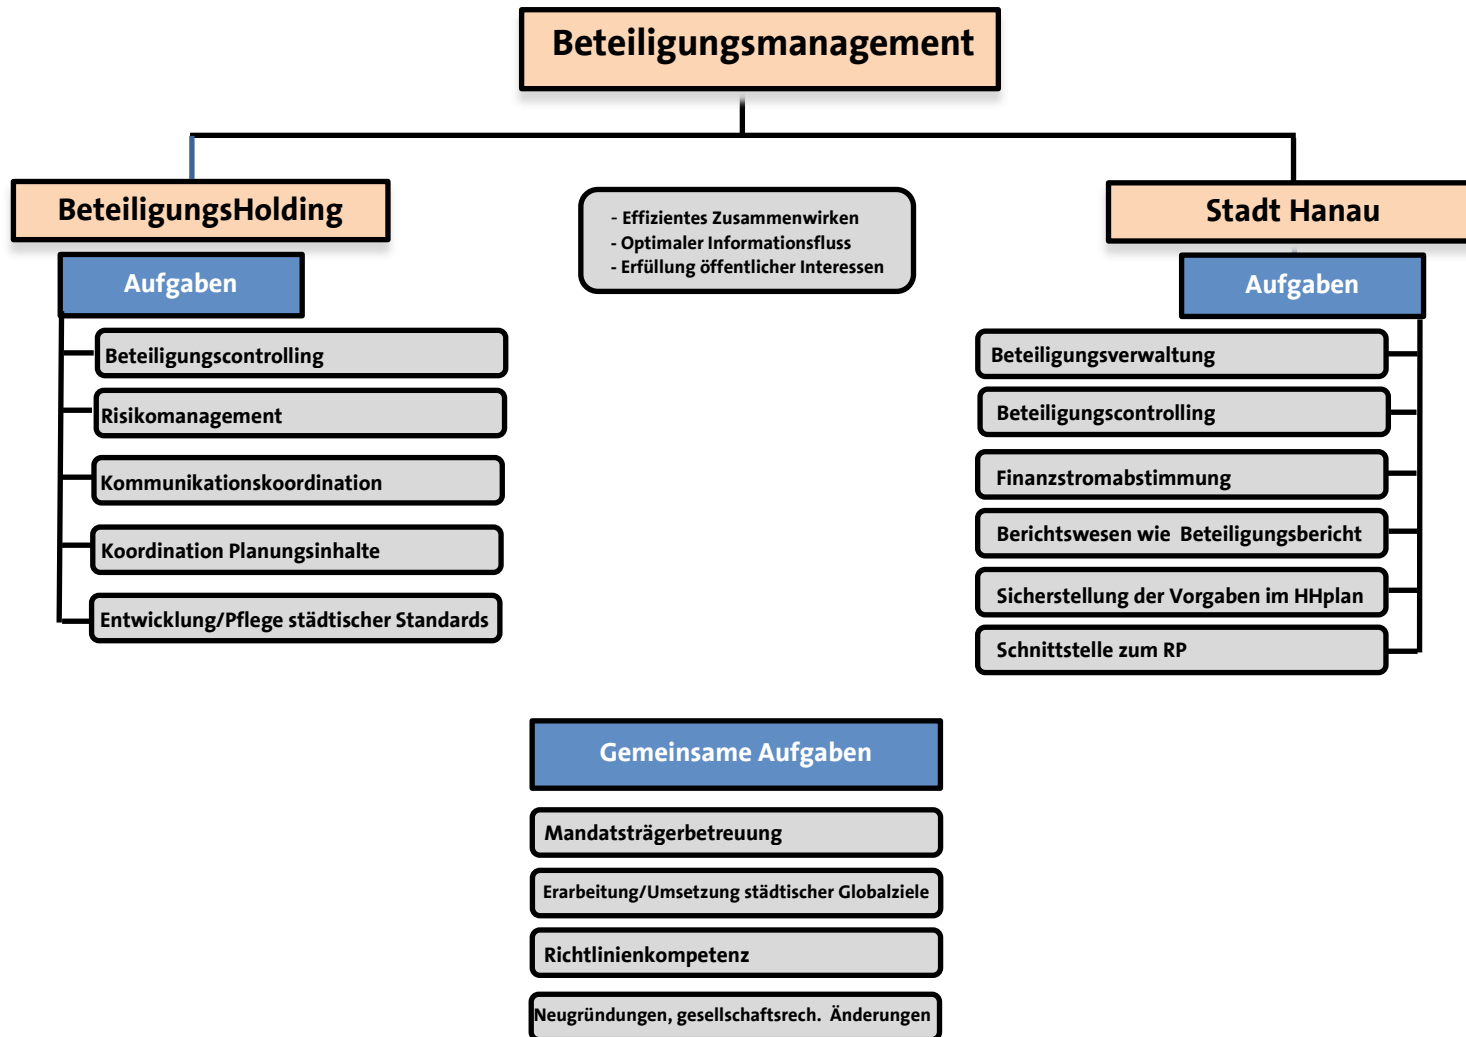 Beteiligungsmanagement
BeteiligungsHolding
Aufgaben
Beteiligungscontrolling
Risikomanagement
Kommunikationskoordination
Koordination Planungsinhalte
Entwicklung/Pflege städtischer Standards
- Effizientes Zusammenwirken
- Optimaler Informationsfluss
- Erfüllung öffentlicher Interessen
Stadt Hanau
Aufgaben
Beteiligungsverwaltung
Beteiligungscontrolling
Finanzstromabstimmung
Berichtswesen wie Beteiligungsbericht
Sicherstellung der Vorgaben im HHplan
Schnittstelle zum RP
Gemeinsame Aufgaben
Mandatsträgerbetreuung
Erarbeitung/Umsetzung städtischer Globalziele
Richtlinienkompetenz
Neugründungen, gesellschaftsrech. Änderungen